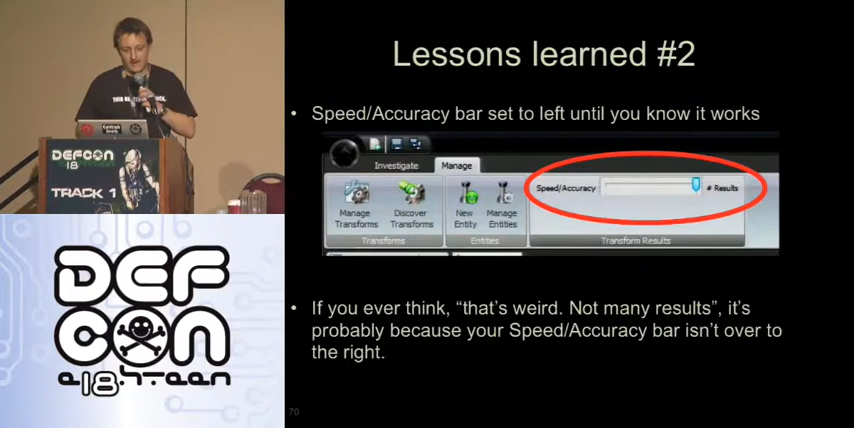 Lessons learned #2
• Speed/Accuracy bar set to left until you know it works
Investigate Manage
Speed/Accuracy # Results
Manage Transforms
Discover Transforms
New Entity
Manage Entities
Transforms Entities Transform Results
• If you ever think, “that’s weird. Not many results”, it’s
probably because your Speed/Accuracy bar isn’t over to
the right.
70
DEFCON
18
TRACK 1
DEF
CON
e18hteen